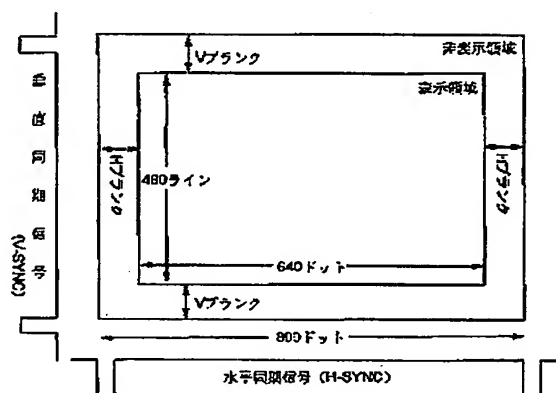 Vブランク
非表示領域
表示領域
垂直同期信号
(V-SYNC)
Hブランク
480ライン
Hブランク
640ドット
Vブランク
800ドット
水平同期信号 (H-SYNC)